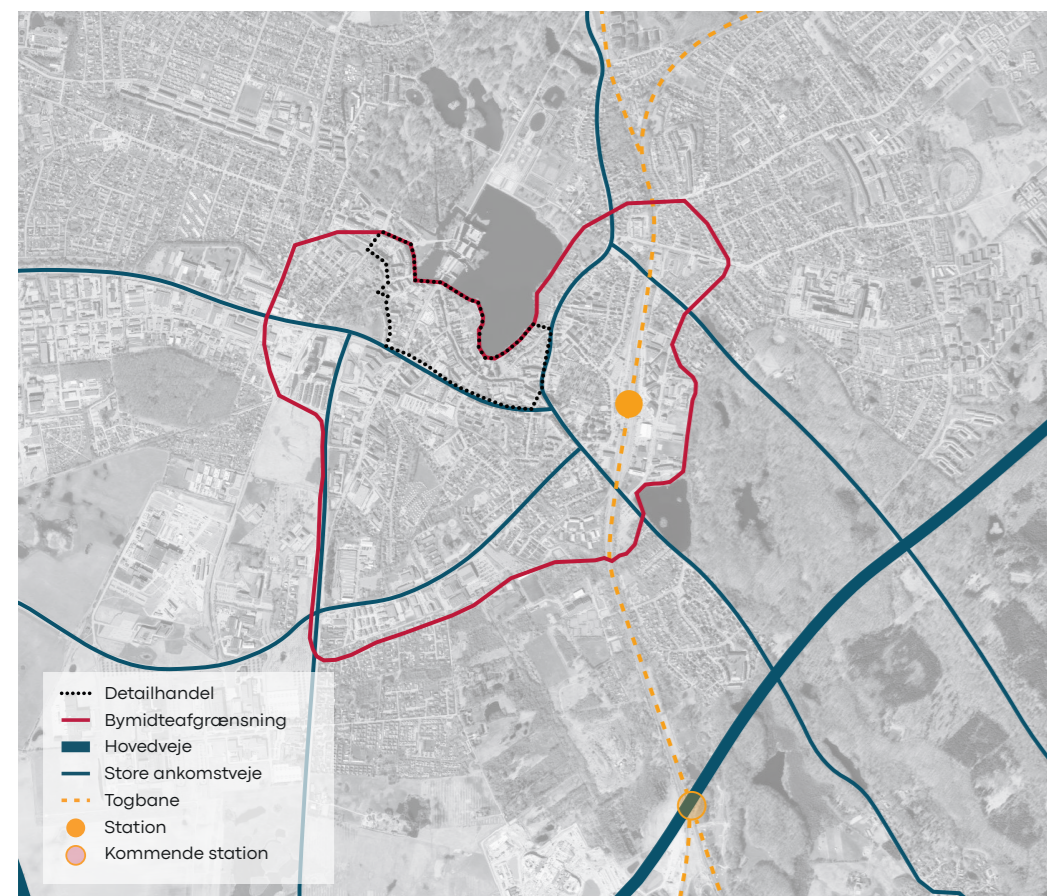 Detailhandel
Bymidteafgrænsning
Hovedveje
Store ankomstveje
Togbane
Station
Kommende station